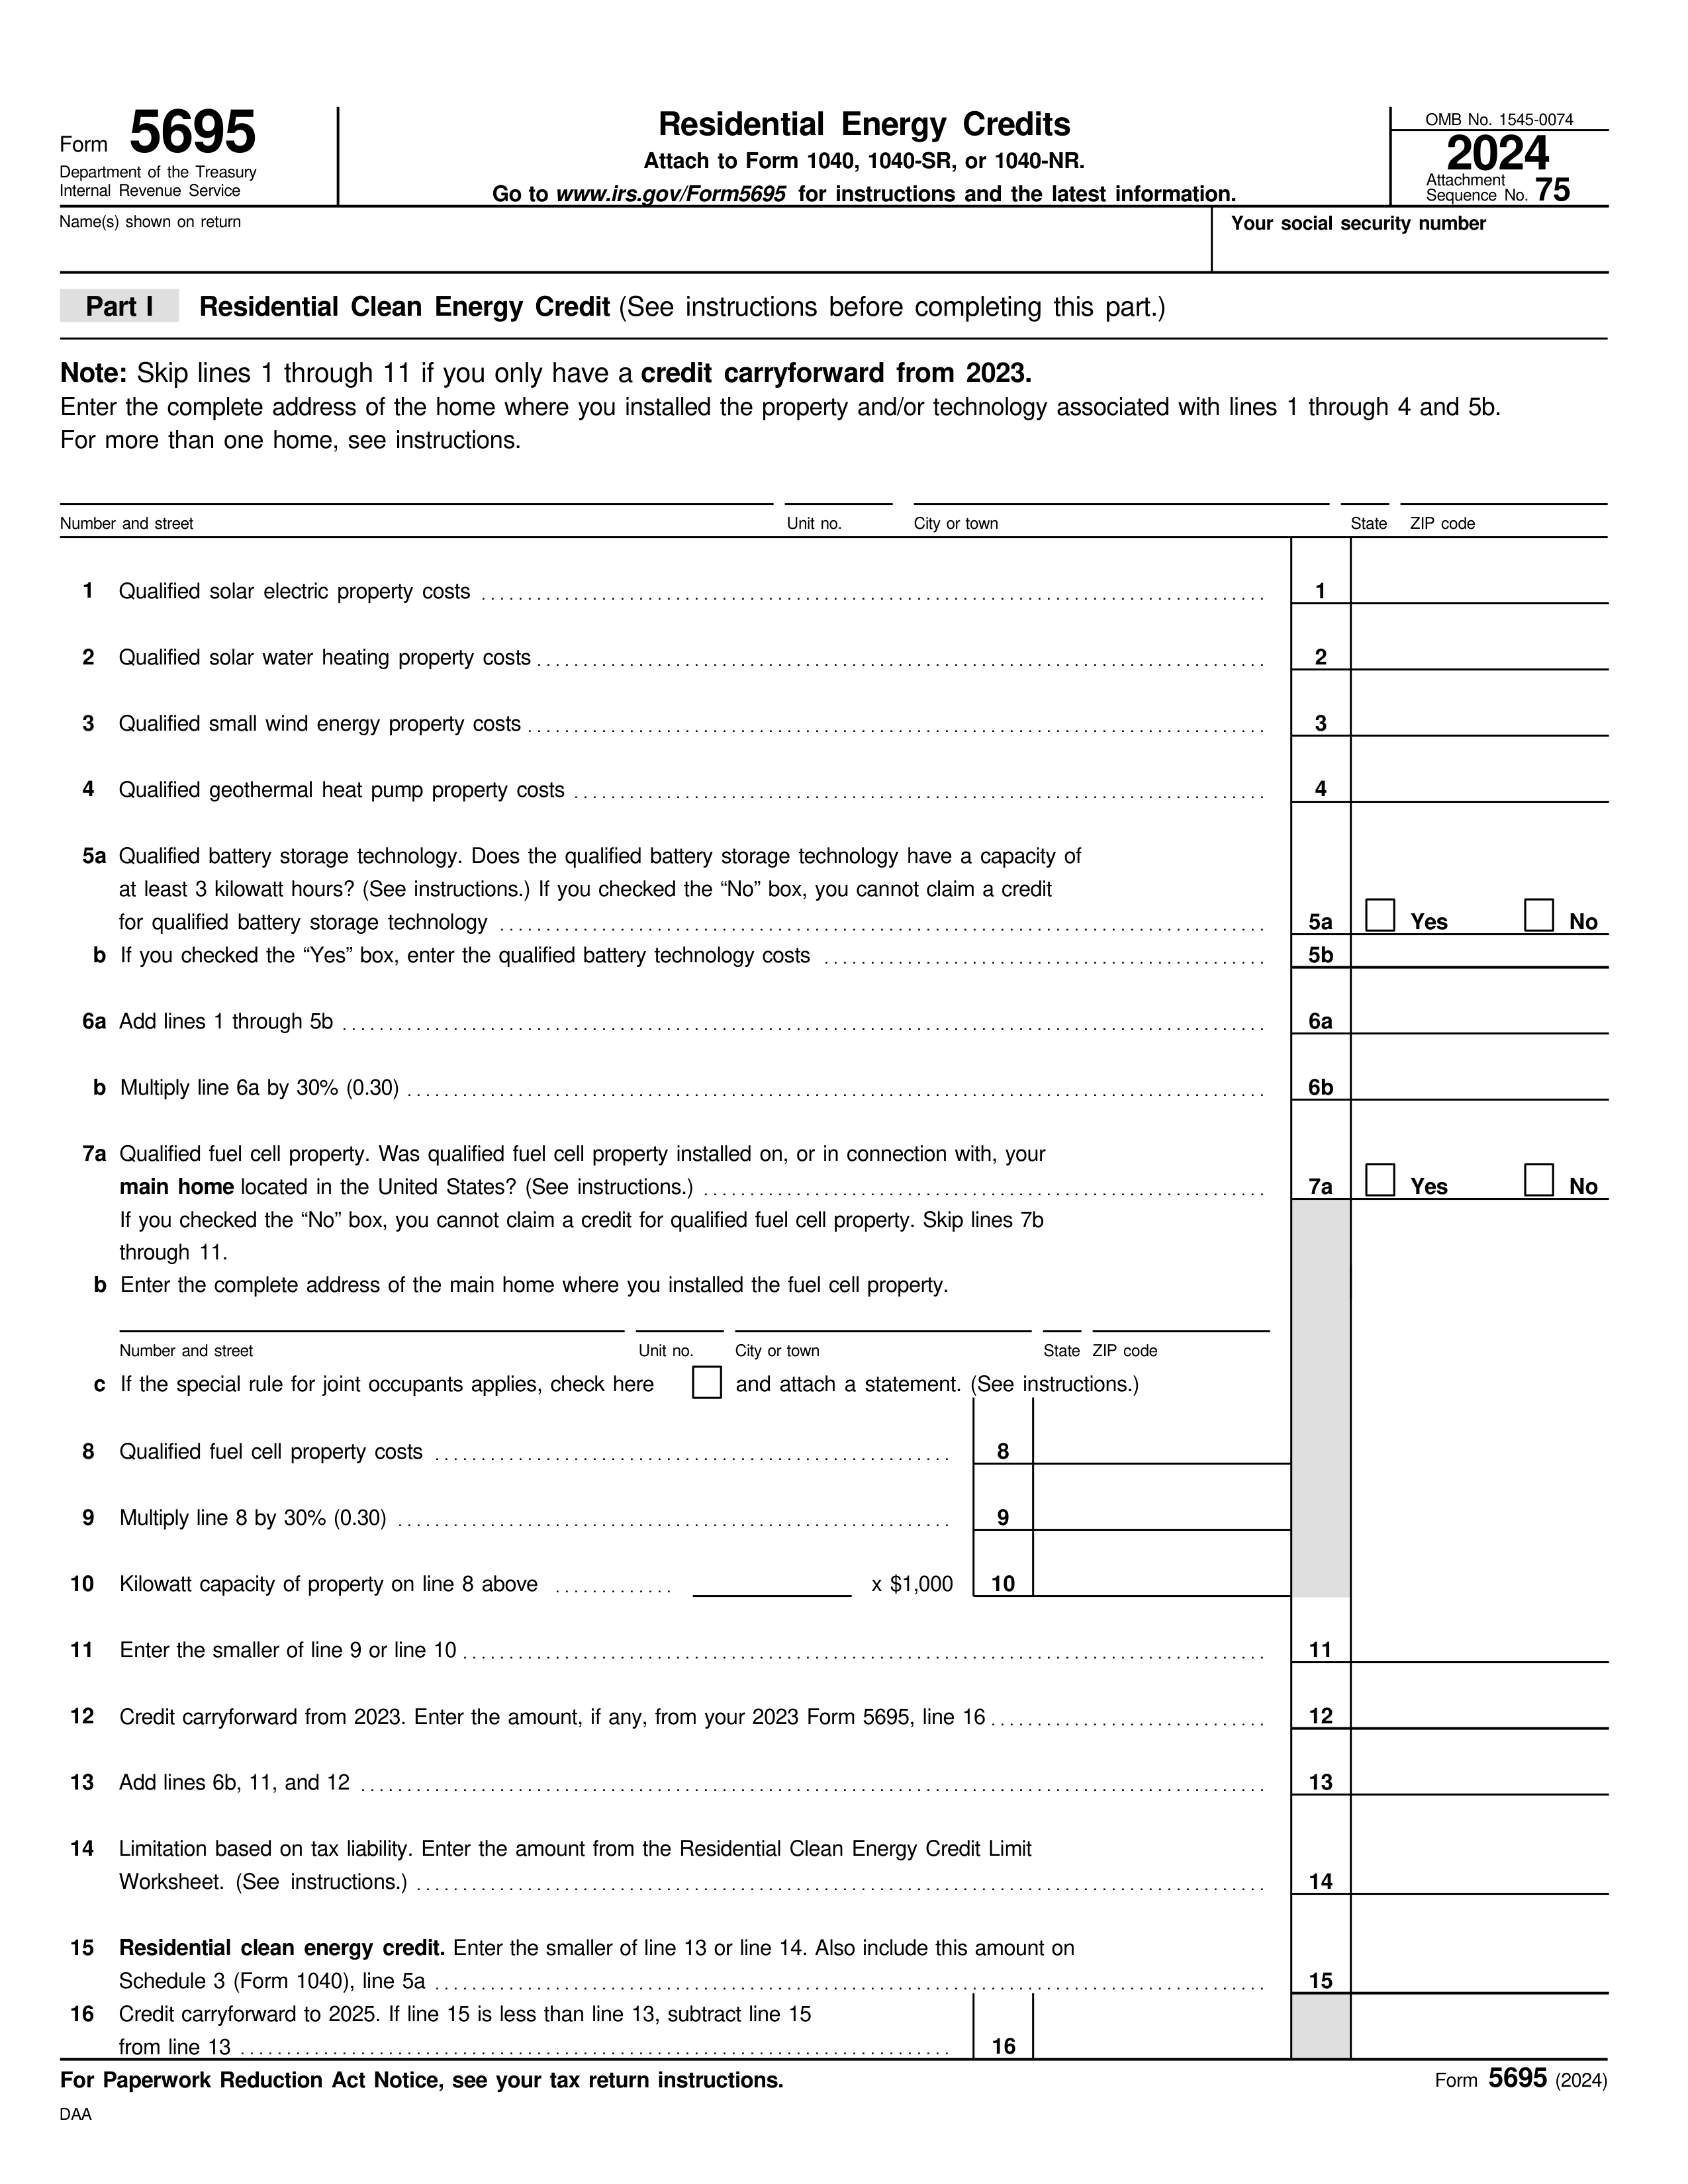 Form 5695
Department of the Treasury
Internal Revenue Service
Residential Energy Credits
Attach to Form 1040, 1040-SR, or 1040-NR.
Go to www.irs.gov/Form5695 for instructions and the latest information.
OMB No. 1545-0074
2024
Attachment
Sequence No. 75
Name(s) shown on return
Your social security number
Part I Residential Clean Energy Credit (See instructions before completing this part.)
Note: Skip lines 1 through 11 if you only have a credit carryforward from 2023.
Enter the complete address of the home where you installed the property and/or technology associated with lines 1 through 4 and 5b.
For more than one home, see instructions.
Number and street Unit no. City or town State ZIP code
1 Qualified solar electric property costs 1
2 Qualified solar water heating property costs 2
3 Qualified small wind energy property costs 3
4 Qualified geothermal heat pump property costs 4
5a Qualified battery storage technology. Does the qualified battery storage technology have a capacity of
at least 3 kilowatt hours? (See instructions.) If you checked the “No” box, you cannot claim a credit
for qualified battery storage technology 5a Yes No
b If you checked the “Yes” box, enter the qualified battery technology costs 5b
6a Add lines 1 through 5b 6a
b Multiply line 6a by 30% (0.30) 6b
7a Qualified fuel cell property. Was qualified fuel cell property installed on, or in connection with, your
main home located in the United States? (See instructions.) 7a Yes No
If you checked the “No” box, you cannot claim a credit for qualified fuel cell property. Skip lines 7b
through 11.
b Enter the complete address of the main home where you installed the fuel cell property.
Number and street Unit no. City or town State ZIP code
c If the special rule for joint occupants applies, check here and attach a statement. (See instructions.)
8 Qualified fuel cell property costs 8
9 Multiply line 8 by 30% (0.30) 9
10 Kilowatt capacity of property on line 8 above x $1,000 10
11 Enter the smaller of line 9 or line 10 11
12 Credit carryforward from 2023. Enter the amount, if any, from your 2023 Form 5695, line 16 12
13 Add lines 6b, 11, and 12 13
14 Limitation based on tax liability. Enter the amount from the Residential Clean Energy Credit Limit
Worksheet. (See instructions.) 14
15 Residential clean energy credit. Enter the smaller of line 13 or line 14. Also include this amount on
Schedule 3 (Form 1040), line 5a 15
16 Credit carryforward to 2025. If line 15 is less than line 13, subtract line 15
from line 13 16
For Paperwork Reduction Act Notice, see your tax return instructions. Form 5695 (2024)
DAA